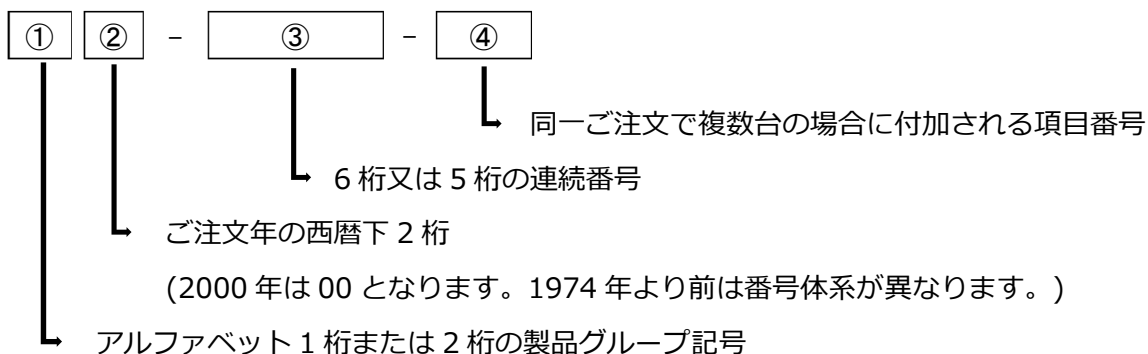 ① ② - ③ - ④
同一ご注文で複数台の場合に付加される項目番号
6 桁又は 5 桁の連続番号
ご注文年の西暦下 2 桁
(2000 年は 00 となります。1974 年より前は番号体系が異なります。)
アルファベット 1 桁または 2 桁の製品グループ記号